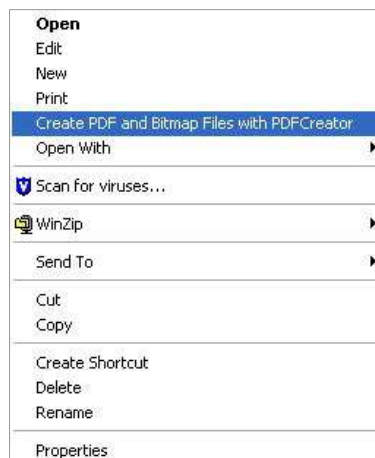 Open
Edit
New
Print
Create PDF and Bitmap Files with PDFCreator
Open With
Scan for viruses...
WinZip
Send To
Cut
Copy
Create Shortcut
Delete
Rename
Properties